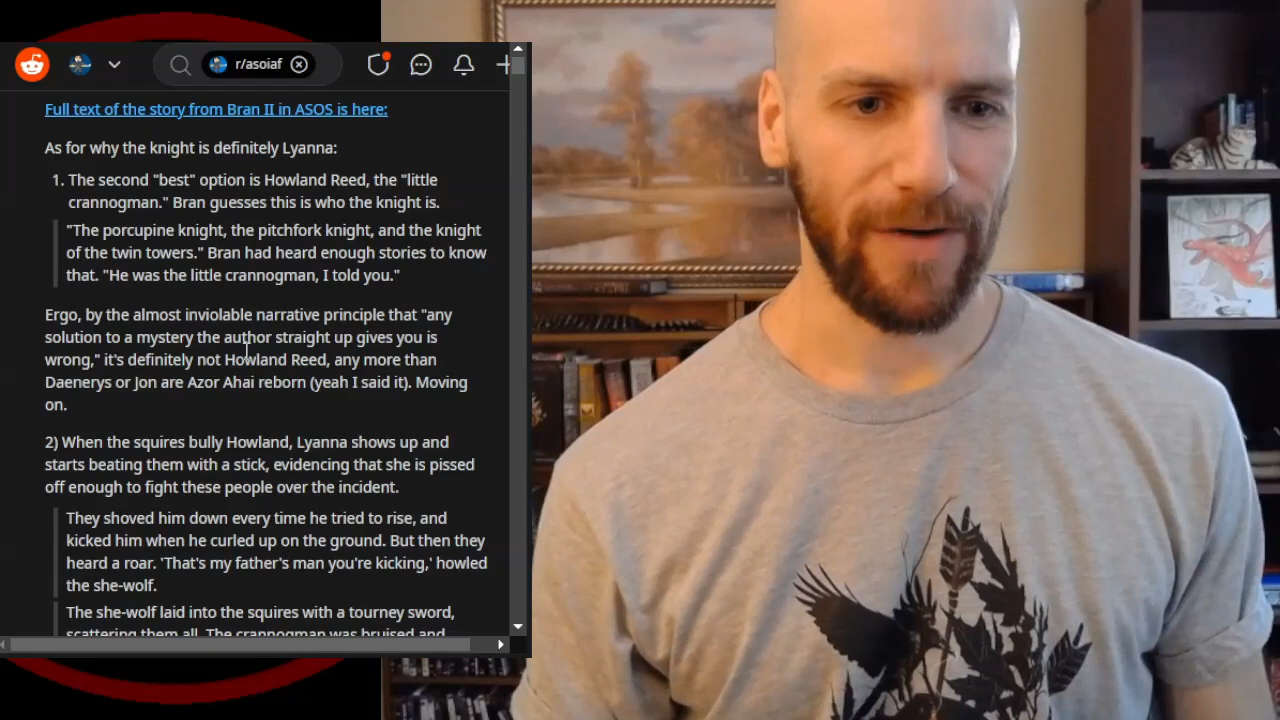 r/asoiaf
Full text of the story from Bran II in ASOS is here:
As for why the knight is definitely Lyanna:
1. The second "best" option is Howland Reed, the "little
crannogman." Bran guesses this is who the knight is.
"The porcupine knight, the pitchfork knight, and the knight
of the twin towers." Bran had heard enough stories to know
that. "He was the little crannogman, I told you."
Ergo, by the almost inviolable narrative principle that "any
solution to a mystery the author straight up gives you is
wrong," it's definitely not Howland Reed, any more than
Daenerys or Jon are Azor Ahai reborn (yeah I said it). Moving
on.
2) When the squires bully Howland, Lyanna shows up and
starts beating them with a stick, evidencing that she is pissed
off enough to fight these people over the incident.
They shoved him down every time he tried to rise, and
kicked him when he curled up on the ground. But then they
heard a roar. 'That's my father's man you're kicking,' howled
the she-wolf.
The she-wolf laid into the squires with a tourney sword,
scattering them all. The crannogman was bruised and